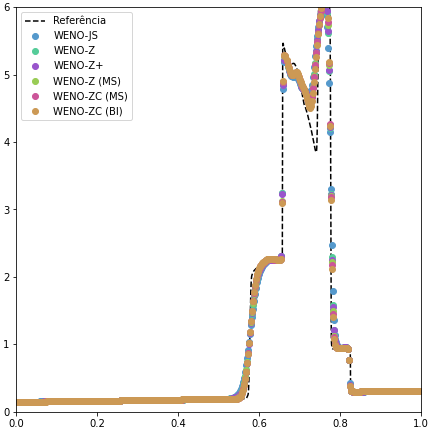 Referência
WENO-JS
WENO-Z
WENO-Z+
WENO-Z (MS)
WENO-ZC (MS)
WENO-ZC (BI)
6
5
4
3
2
1
0
0.0 0.2 0.4 0.6 0.8 1.0